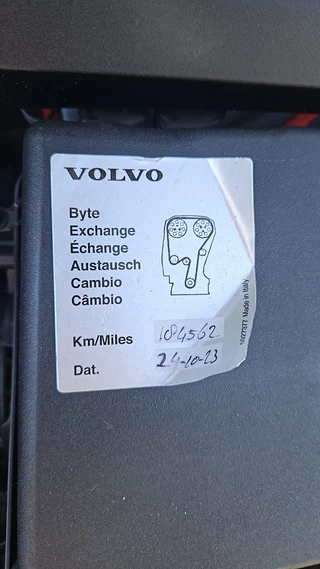 VOLVO
Byte
Exchange
Échange
Austausch
Cambio
Câmbio
Km/Miles 184562
Dat. 24-10-23
Made in Italy